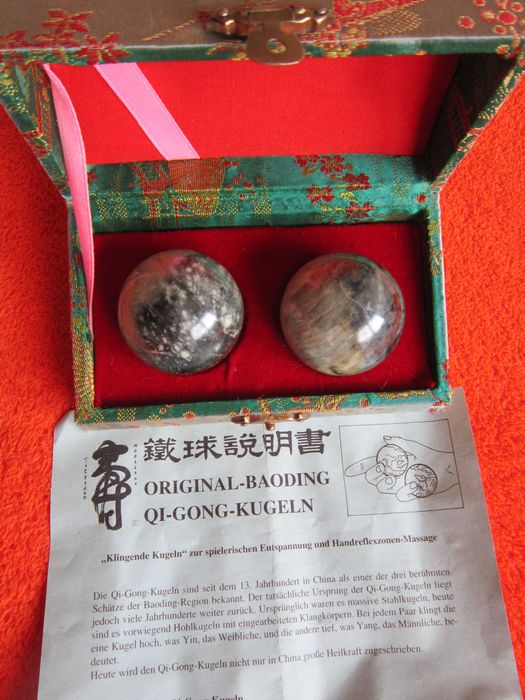 鐵球説明書
ORIGINAL-BAODING
QI-GONG-KUGELN
„Klingende Kugeln“ zur spielerischen Entspannung und Handreflexzonen-Massage
Die Qi-Gong-Kugeln sind seit dem 13. Jahrhundert in China als einer der drei berühmten
Schätze der Baoding-Region bekannt. Der tatsächliche Ursprung der Qi-Gong-Kugeln liegt
jedoch viele Jahrhunderte weiter zurück. Ursprünglich waren es massive Stahlkugeln, heute
sind es vorwiegend Hohlkugeln mit eingearbeiteten Klangkörpern. Bei jedem Paar klingt die
eine Kugel hoch, was Yin, das Weibliche, und die andere tief, was Yang, das Männliche, be-
deutet.
Heute wird den Qi-Gong-Kugeln nicht nur in China große Heilkraft zugeschrieben.